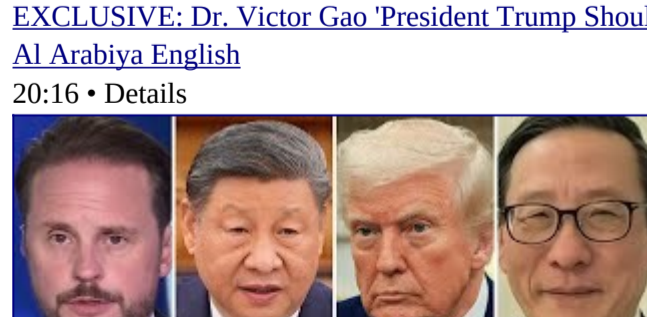 EXCLUSIVE: Dr. Victor Gao 'President Trump Shoul
Al Arabiya English
20:16 • Details